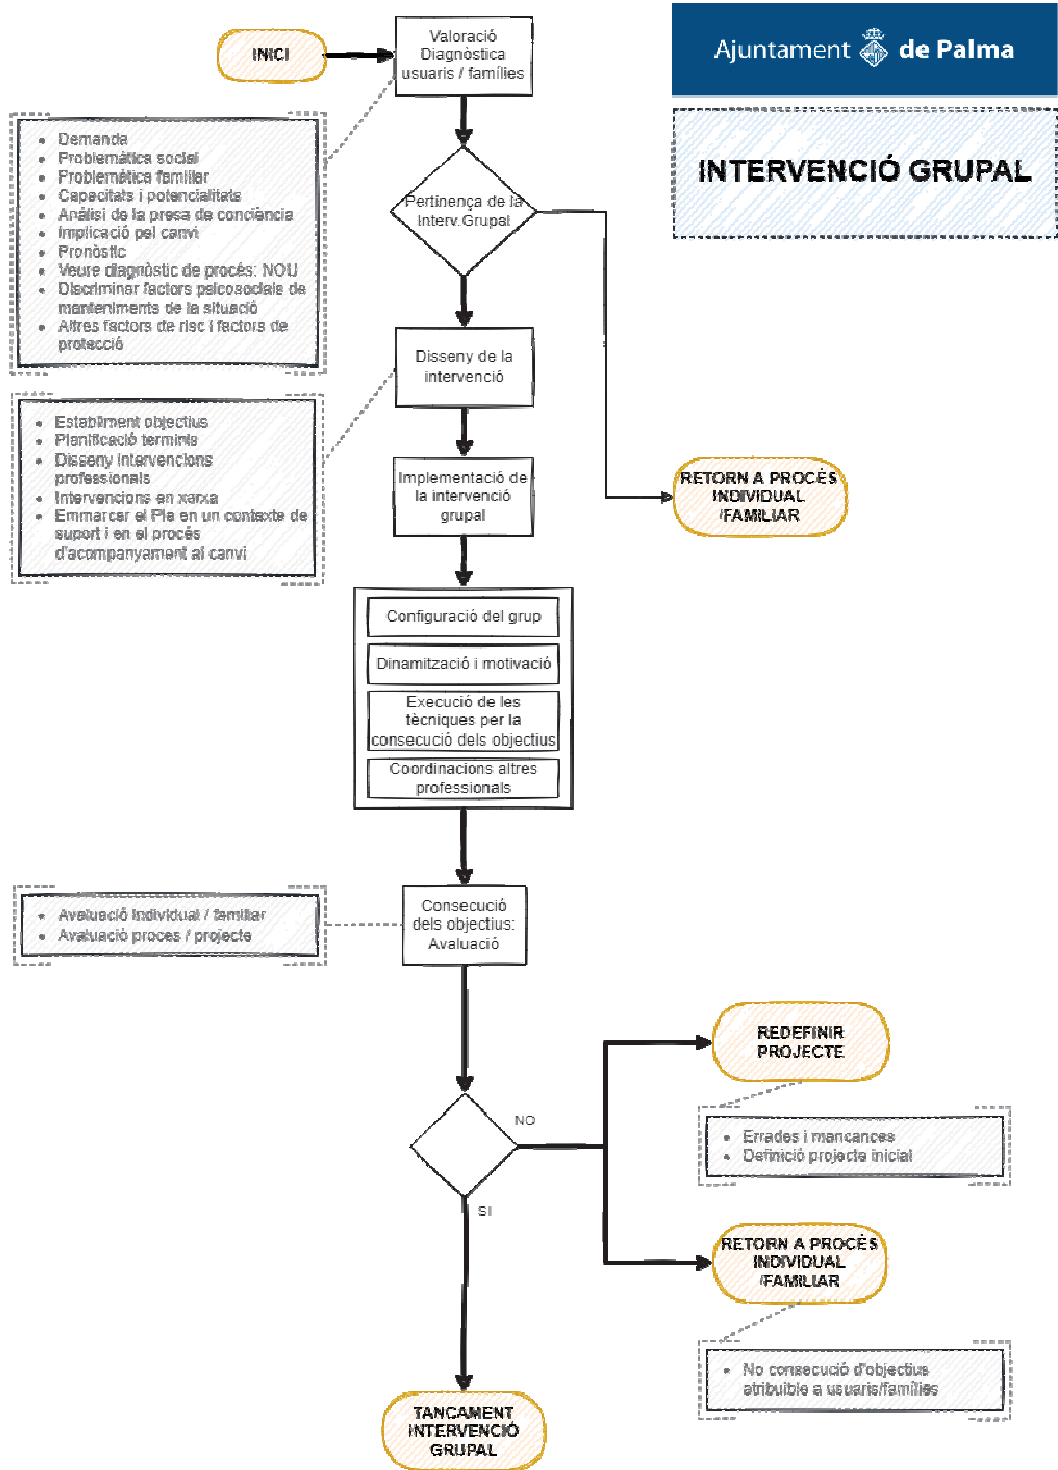 INICI
Valoració
Diagnòstica
usuaris / famílies
Ajuntament de Palma
INTERVENCIÓ GRUPAL
Demanda
Problemàtica social
Problemàtica familiar
Capacitats i potencialitats
Anàlisi de la presa de conciència
Implicació pel canvi
Pronòstic
Veure diagnòstic de procés: NOU
Discriminar factors psicosocials de
manteniments de la situació
Altres factors de risc i factors de
protecció
Pertinença de la
Interv.Grupal
Disseny de la
intervenció
Establiment objectius
Planificació terminis
Disseny intervencions
professionals
Intervencions en xarxa
Emmarcar el Pla en un contexte de
suport i en el procés
d'acompanyament al canvi
Implementació de
la intervenció
grupal
RETORN A PROCÉS
INDIVIDUAL
/FAMILIAR
Configuració del grup
Dinamització i motivació
Execució de les
tècniques per la
consecució dels objectius
Coordinacions altres
professionals
Avaluació individual / familiar
Avaluació proces / projecte
Consecució
dels objectius:
Avaluació
REDEFINIR
PROJECTE
NO
Errades i mancances
Definició projecte inicial
SI
RETORN A PROCÉS
INDIVIDUAL
/FAMILIAR
No consecució d'objectius
atribuible a usuaris/famílies
TANCAMENT
INTERVENCIÓ
GRUPAL